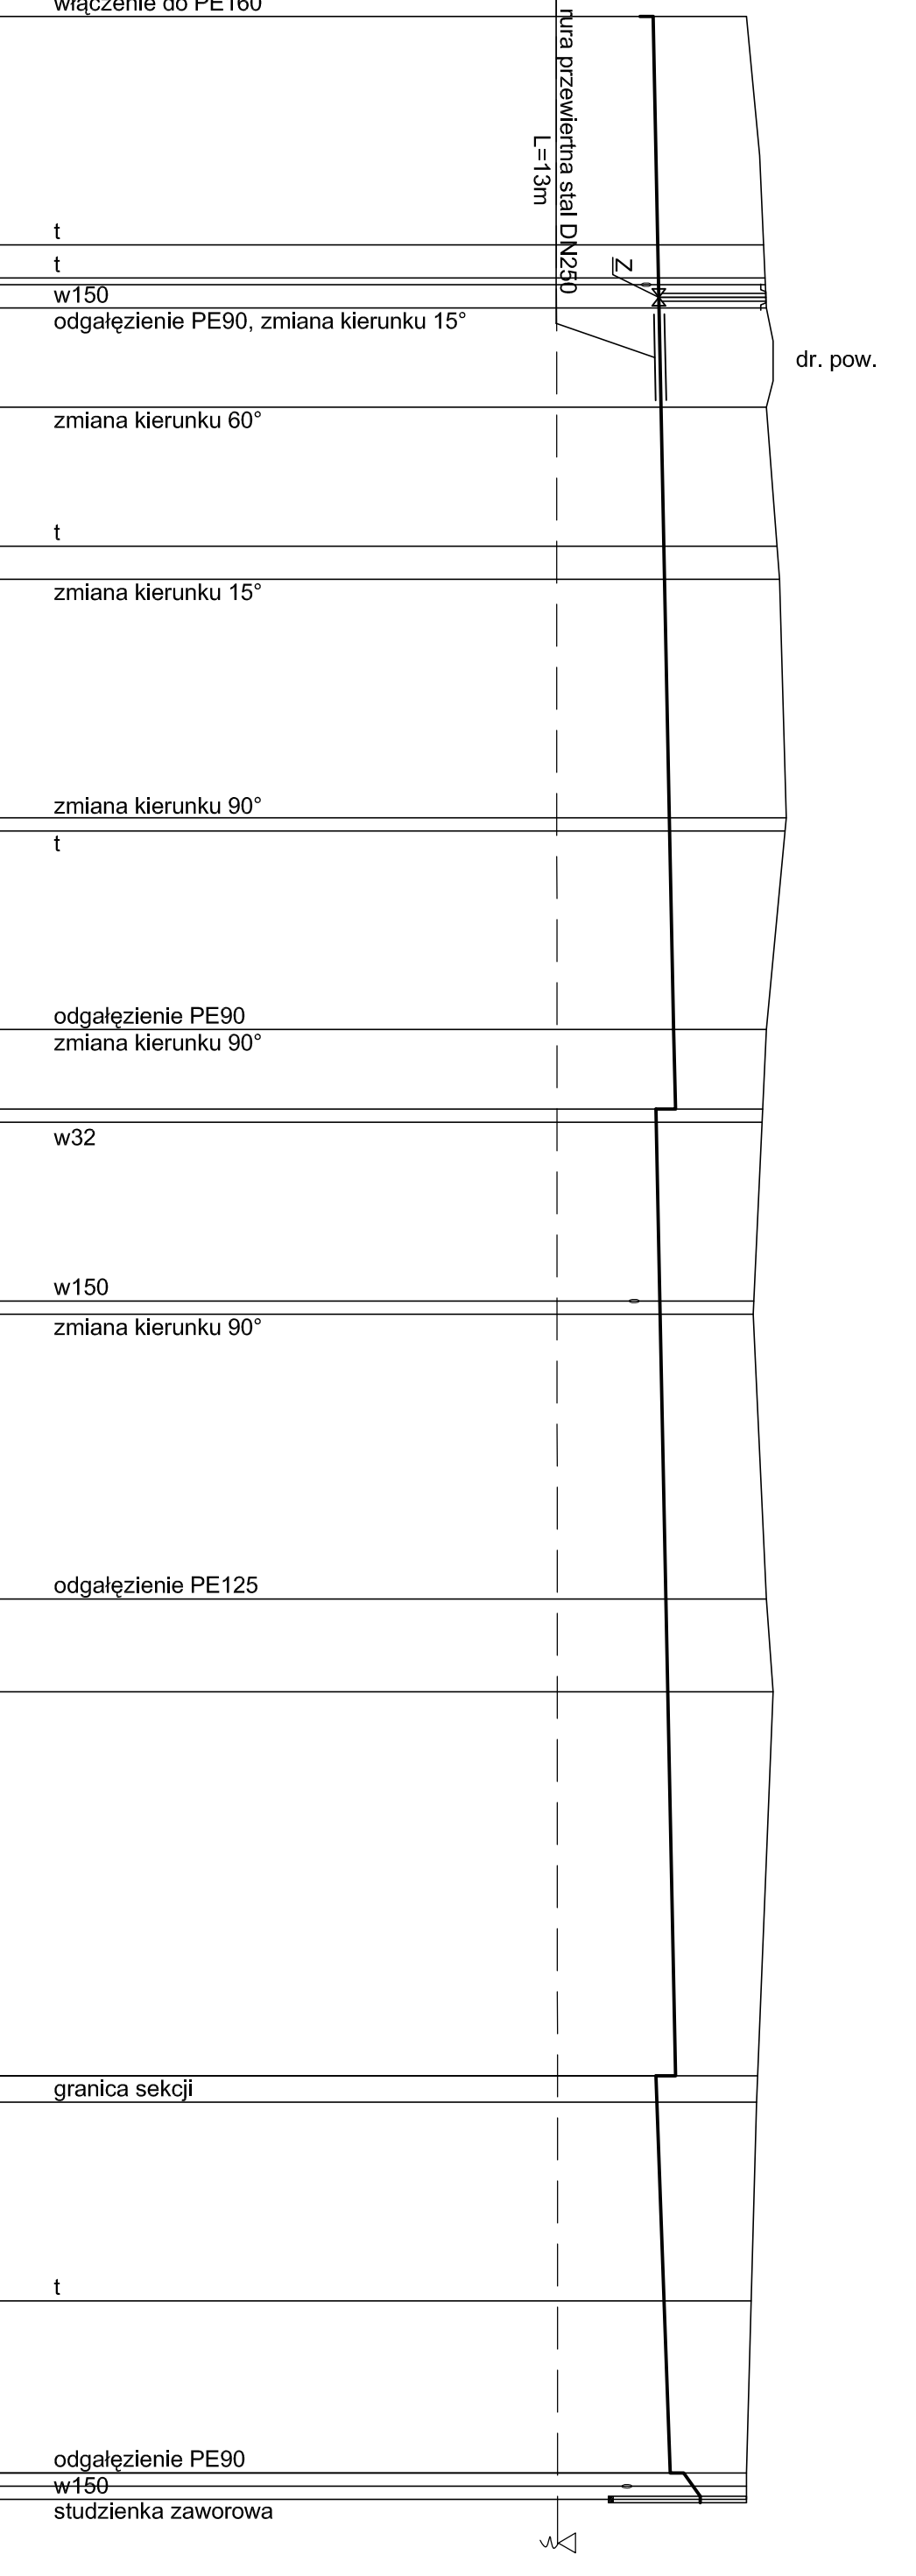 włączenie do PE160
rura przewiertna stal DN250
L=13m
t
t
Z
w150
odgałęzienie PE90, zmiana kierunku 15°
dr. pow.
zmiana kierunku 60°
t
zmiana kierunku 15°
zmiana kierunku 90°
t
odgałęzienie PE90
zmiana kierunku 90°
w32
w150
zmiana kierunku 90°
odgałęzienie PE125
granica sekcji
t
odgałęzienie PE90
w150
studzienka zaworowa